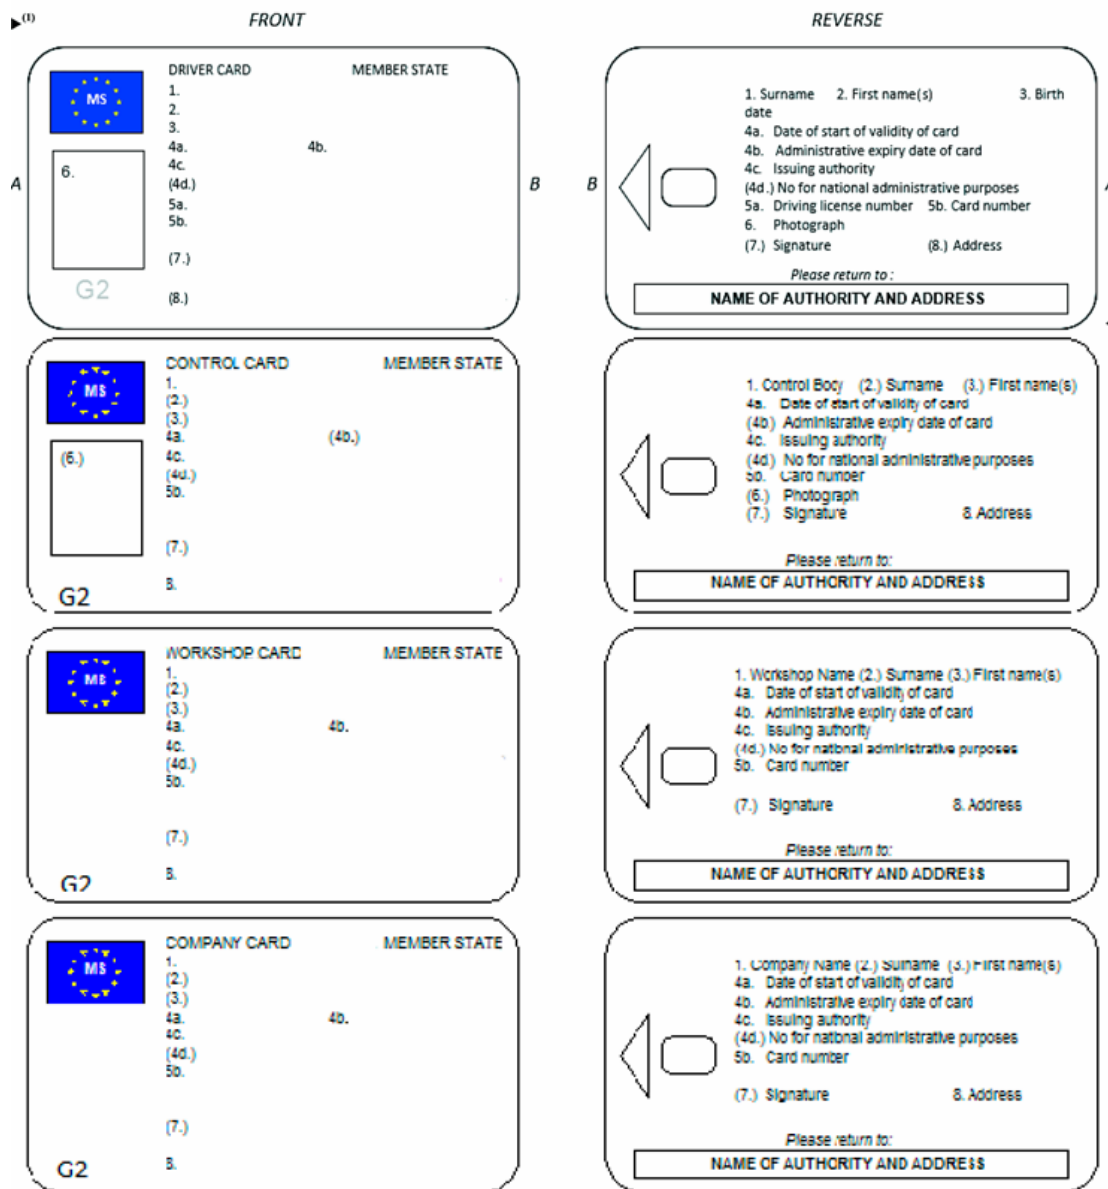 ▶(1)
FRONT
REVERSE
MS
DRIVER CARD MEMBER STATE
1.
2.
3.
4a. 4b.
4c.
(4d.)
5a.
5b.
(7.)
(8.)
6.
G2
A
B
1. Surname 2. First name(s) 3. Birth
date
4a. Date of start of validity of card
4b. Administrative expiry date of card
4c. Issuing authority
(4d.) No for national administrative purposes
5a. Driving license number 5b. Card number
6. Photograph
(7.) Signature (8.) Address
Please return to :
NAME OF AUTHORITY AND ADDRESS
B
MS
CONTROL CARD MEMBER STATE
1.
(2.)
(3.)
4a. (4b.)
4c.
(4d.)
5b.
(7.)
8.
(6.)
G2
1. Control Body (2.) Surname (3.) First name(s)
4a. Date of start of validity of card
(4b) Administrative expiry date of card
4c. Issuing authority
(4d) No for national administrative purposes
5b. Card number
(6.) Photograph
(7.) Signature 8. Address
Please return to:
NAME OF AUTHORITY AND ADDRESS
MS
WORKSHOP CARD MEMBER STATE
1.
(2.)
(3.)
4a. 4b.
4c.
(4d.)
5b.
(7.)
8.
G2
1. Workshop Name (2.) Surname (3.) First name(s)
4a. Date of start of validity of card
4b. Administrative expiry date of card
4c. Issuing authority
(4d.) No for national administrative purposes
5b. Card number
(7.) Signature 8. Address
Please return to:
NAME OF AUTHORITY AND ADDRESS
MS
COMPANY CARD MEMBER STATE
1.
(2.)
(3.)
4a. 4b.
4c.
(4d.)
5b.
(7.)
8.
G2
1. Company Name (2.) Surname (3.) First name(s)
4a. Date of start of validity of card
4b. Administrative expiry date of card
4c. Issuing authority
(4d.) No for national administrative purposes
5b. Card number
(7.) Signature 8. Address
Please return to:
NAME OF AUTHORITY AND ADDRESS